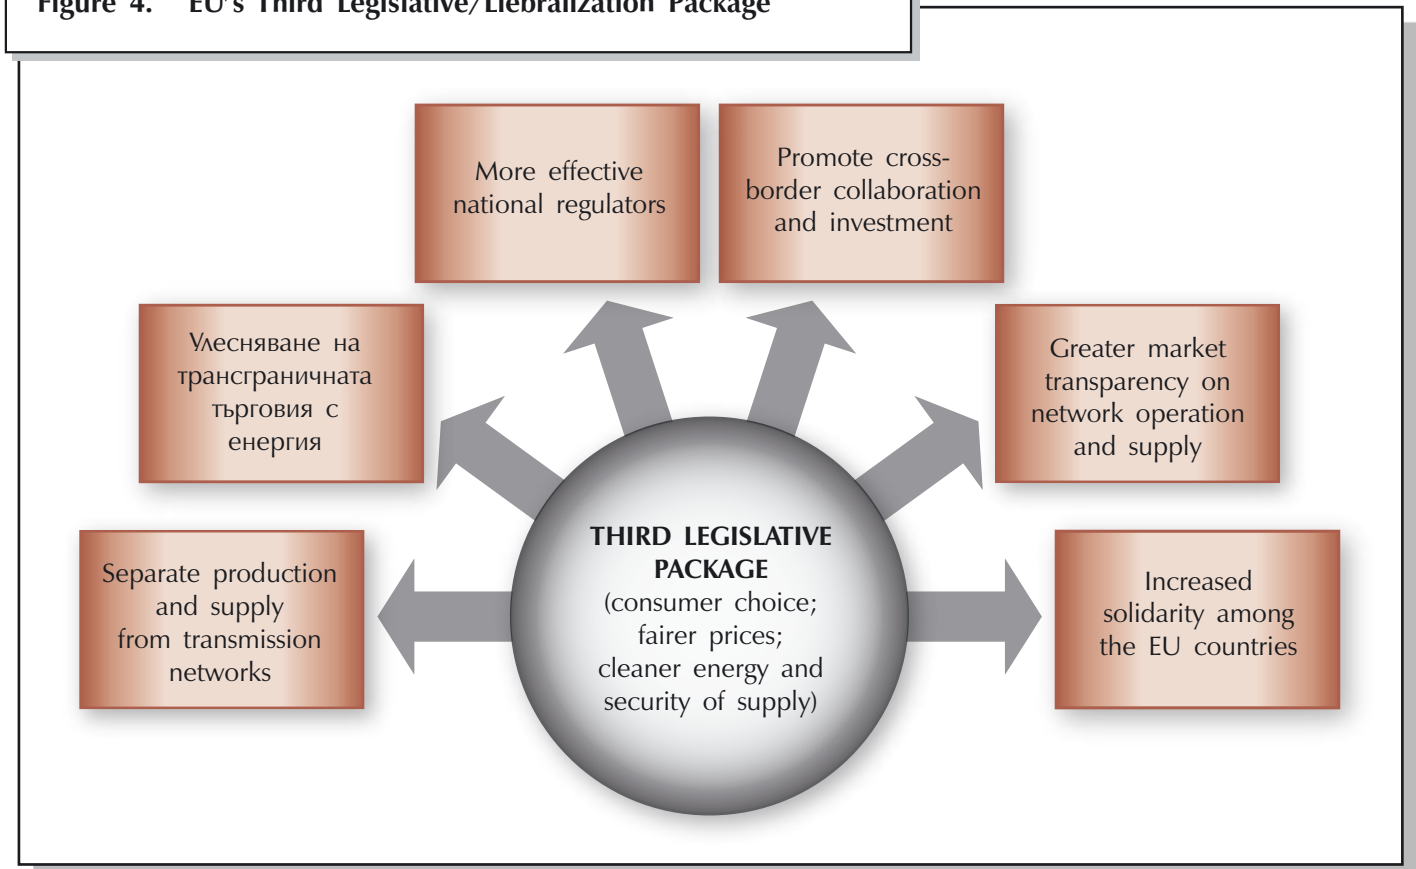 Figure 4. EU's Third Legislative/Liebralization Package
More effective
national regulators
Promote cross-
border collaboration
and investment
Улесняване на
трансграничната
търговия с
енергия
Greater market
transparency on
network operation
and supply
Separate production
and supply
from transmission
networks
THIRD LEGISLATIVE
PACKAGE
(consumer choice;
fairer prices;
cleaner energy and
security of supply)
Increased
solidarity among
the EU countries